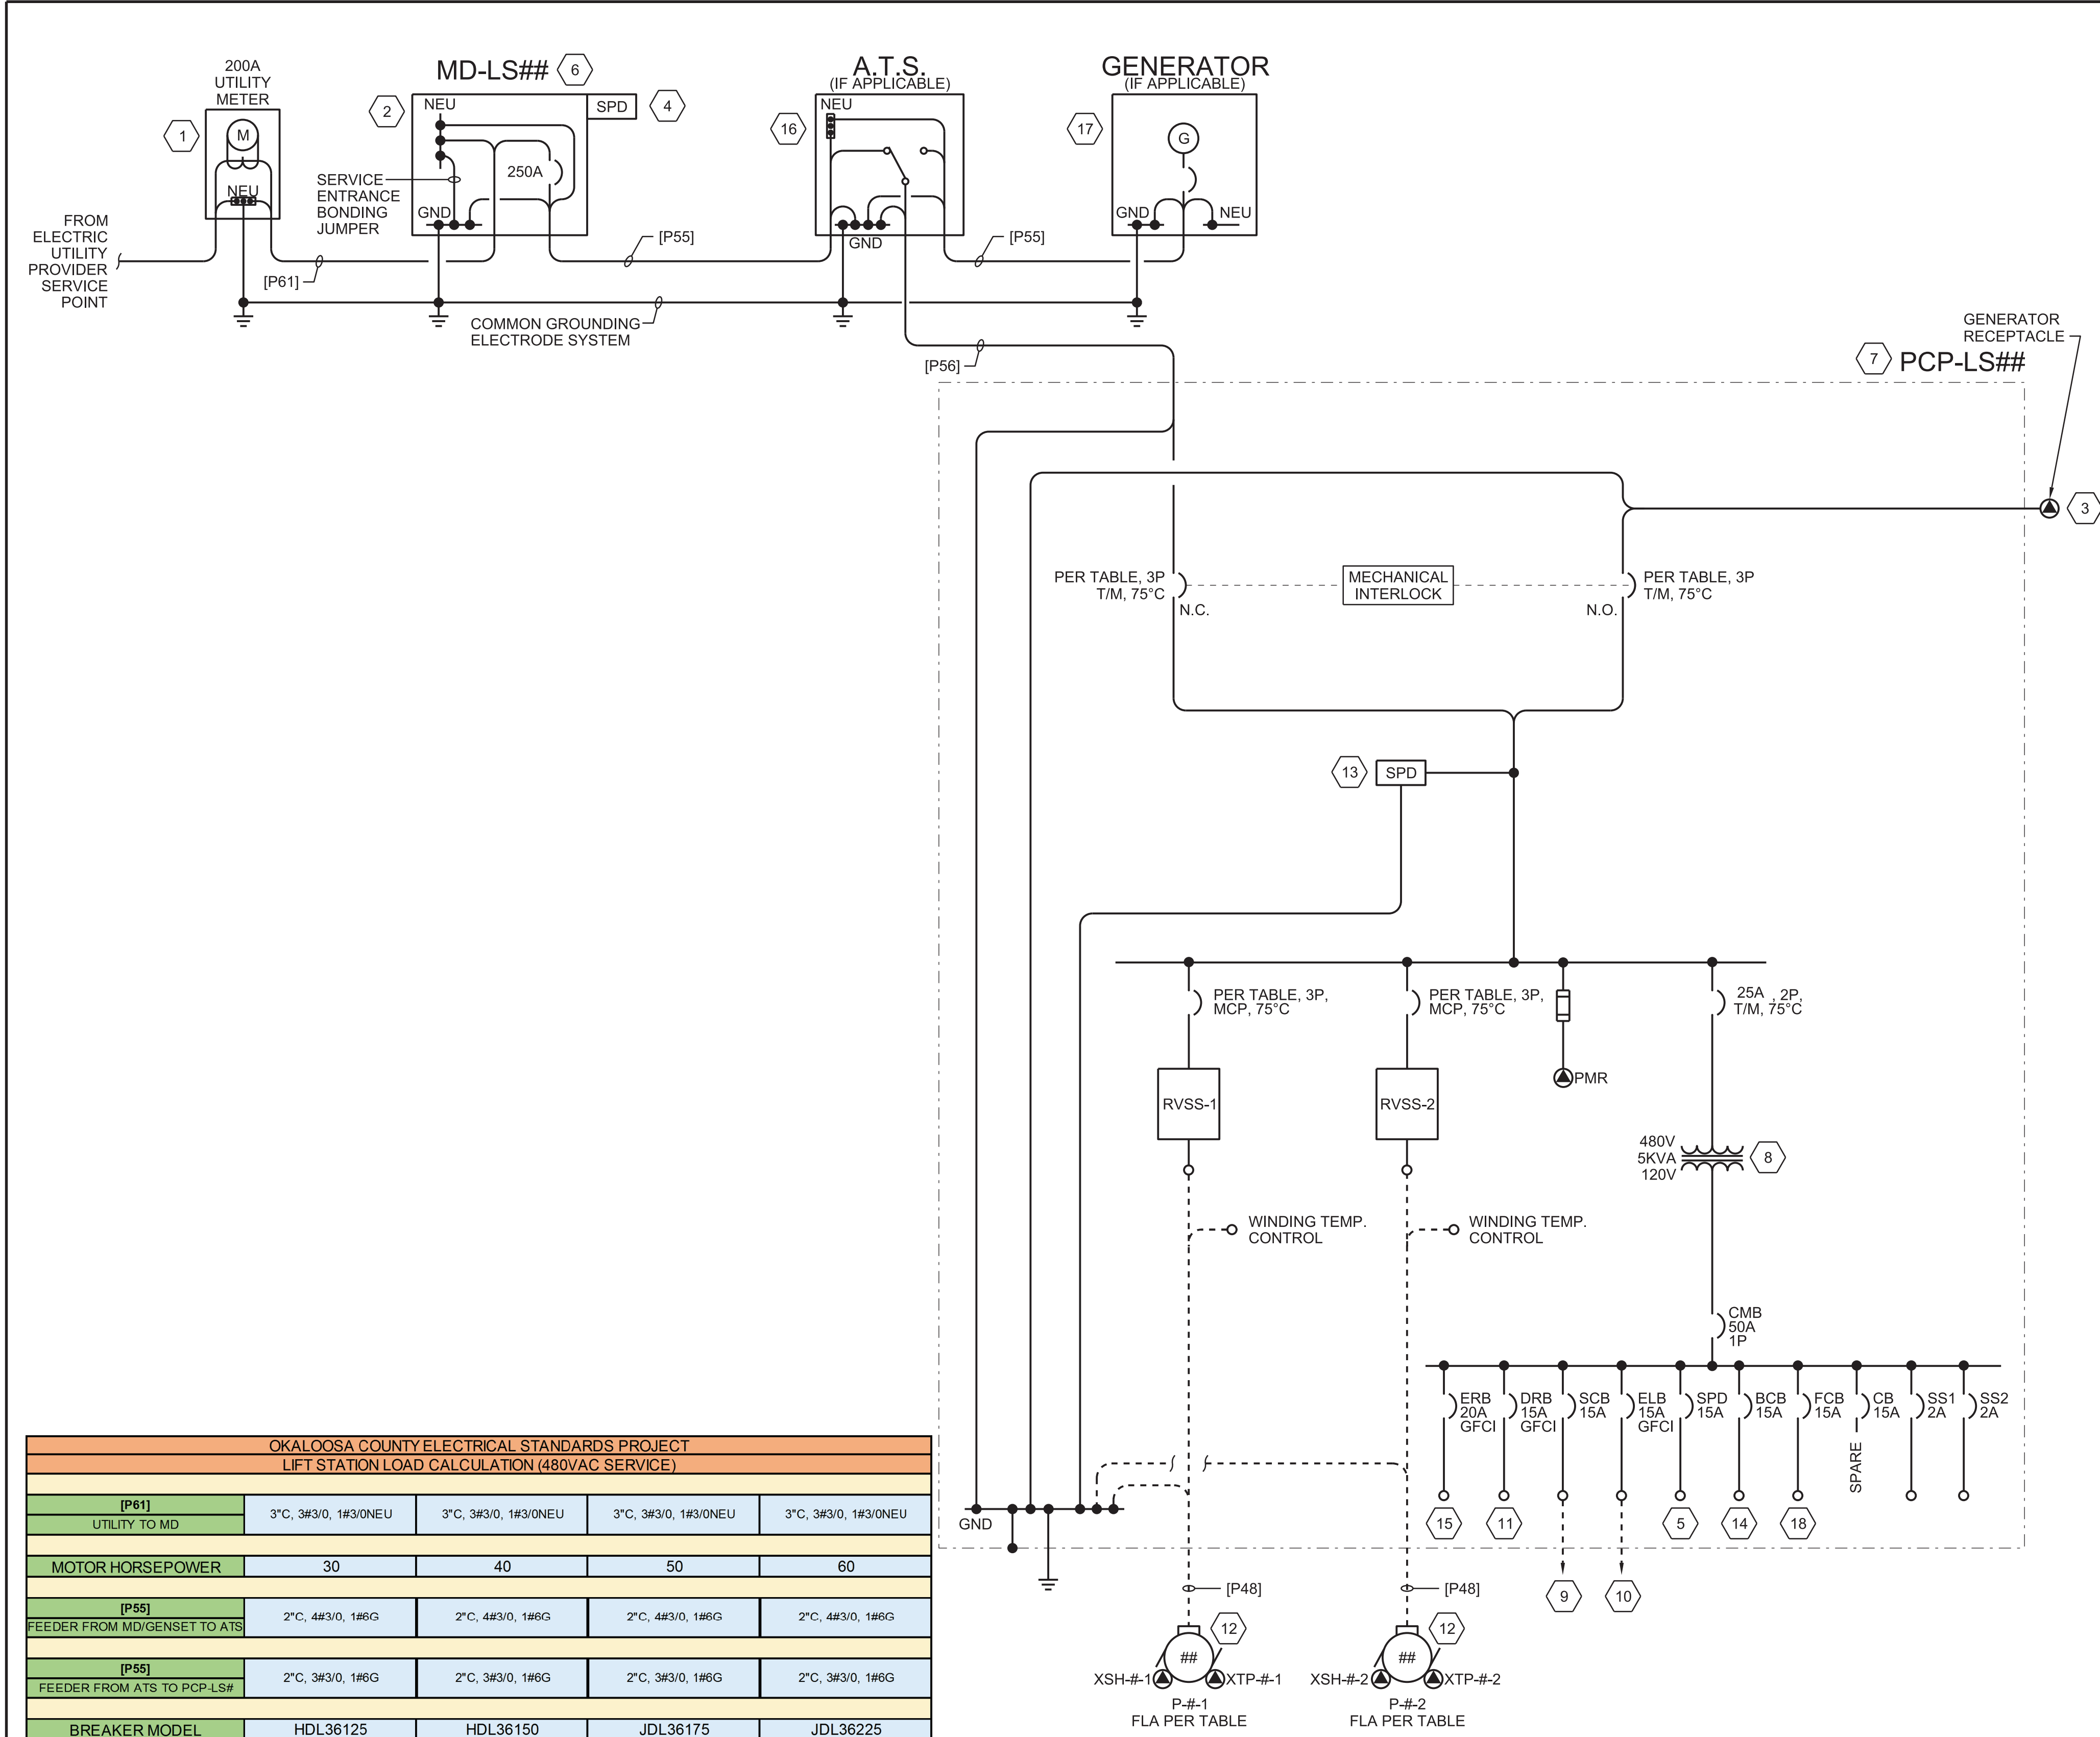 200A
UTILITY
METER
1
M
NEU
FROM
ELECTRIC
UTILITY
PROVIDER
SERVICE
POINT
[P61]
MD-LS##
6
2
NEU
SPD
4
250A
SERVICE
ENTRANCE
BONDING
JUMPER
GND
[P55]
COMMON GROUNDING
ELECTRODE SYSTEM
A.T.S.
(IF APPLICABLE)
NEU
16
GND
[P55]
GENERATOR
(IF APPLICABLE)
17
G
GND
NEU
[P56]
GENERATOR
RECEPTACLE
7
PCP-LS##
3
PER TABLE, 3P
T/M, 75°C
N.C.
MECHANICAL
INTERLOCK
PER TABLE, 3P
T/M, 75°C
N.O.
13
SPD
PER TABLE, 3P,
MCP, 75°C
PER TABLE, 3P,
MCP, 75°C
25A , 2P,
T/M, 75°C
RVSS-1
RVSS-2
PMR
480V
5KVA
120V
8
WINDING TEMP.
CONTROL
WINDING TEMP.
CONTROL
CMB
50A
1P
ERB
20A
GFCI
DRB
15A
GFCI
SCB
15A
ELB
15A
GFCI
SPD
15A
BCB
15A
FCB
15A
CB
15A
SPARE
SS1
2A
SS2
2A
15
11
5
14
18
9
10
GND
[P48]
[P48]
12
12
##
##
XSH-#-1
XTP-#-1
XSH-#-2
XTP-#-2
P-#-1
FLA PER TABLE
P-#-2
FLA PER TABLE
OKALOOSA COUNTY ELECTRICAL STANDARDS PROJECT
LIFT STATION LOAD CALCULATION (480VAC SERVICE)
[P61]
UTILITY TO MD
3"C, 3#3/0, 1#3/0NEU
3"C, 3#3/0, 1#3/0NEU
3"C, 3#3/0, 1#3/0NEU
3"C, 3#3/0, 1#3/0NEU
MOTOR HORSEPOWER 30 40 50 60
[P55]
FEEDER FROM MD/GENSET TO ATS
2"C, 4#3/0, 1#6G
2"C, 4#3/0, 1#6G
2"C, 4#3/0, 1#6G
2"C, 4#3/0, 1#6G
[P55]
FEEDER FROM ATS TO PCP-LS#
2"C, 3#3/0, 1#6G
2"C, 3#3/0, 1#6G
2"C, 3#3/0, 1#6G
2"C, 3#3/0, 1#6G
BREAKER MODEL HDL36125 HDL36150 JDL36175 JDL36225